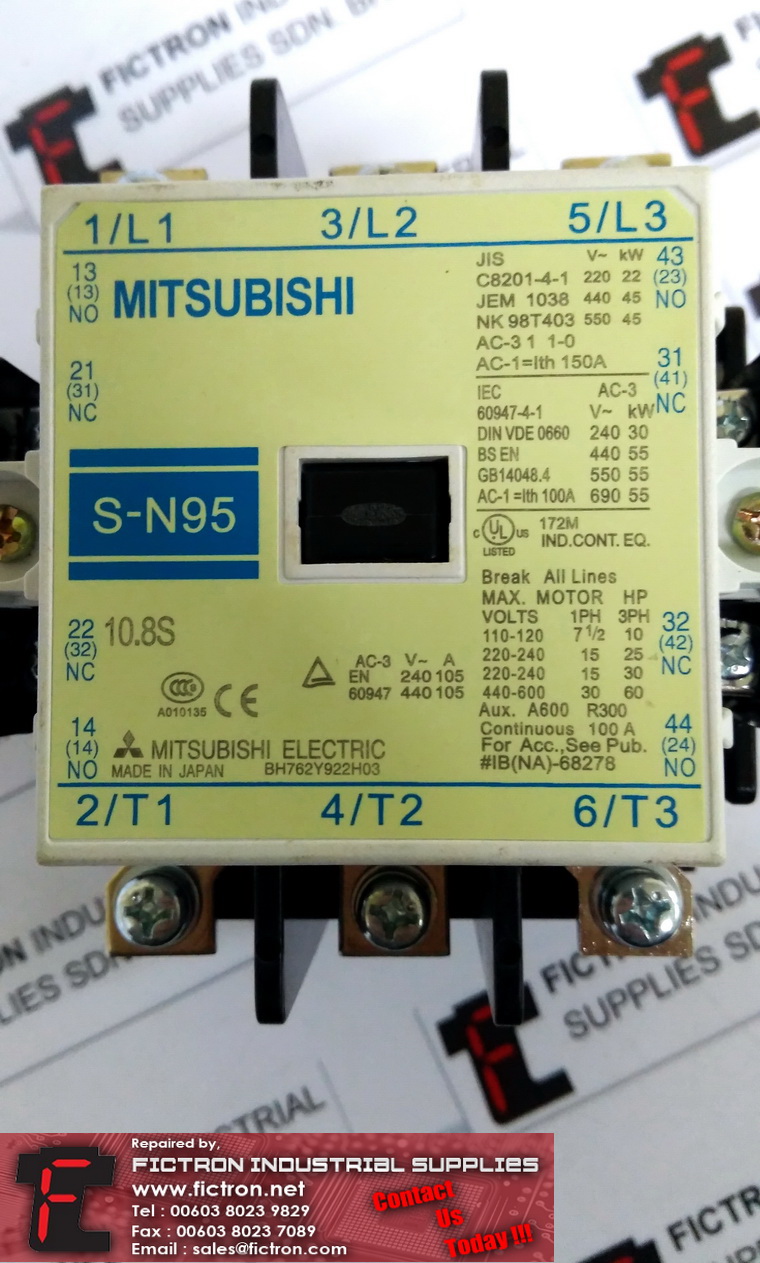 FICTRON INDUSTRIAL
SUPPLIES SDN. BH
1/L1 3/L2 5/L3
13
(13)
NO
MITSUBISHI
21
(31)
NC
JIS V~ kW
C8201-4-1 220 22
JEM 1038 440 45
NK 98T403 550 45
AC-3 1 1-0
AC-1=Ith 150A
43
(23)
NO
31
(41)
NC
IEC AC-3
60947-4-1 V~ kW
DIN VDE 0660 240 30
BS EN 440 55
GB14048.4 550 55
AC-1=Ith 100A 690 55
S-N95
C UL US 172M
LISTED IND.CONT. EQ.
Break All Lines
MAX. MOTOR HP
VOLTS 1PH 3PH
110-120 7 1/2 10
220-240 15 25
220-240 15 30
440-600 30 60
Aux. A600 R300
Continuous 100 A
For Acc.,See Pub.
#IB(NA)-68278
22
(32)
NC
10.8S
32
(42)
NC
AC-3 V~ A
EN 240 105
60947 440 105
CCC
A010135
CE
14
(14)
NO
44
(24)
NO
MITSUBISHI ELECTRIC
MADE IN JAPAN BH762Y922H03
2/T1 4/T2 6/T3
FICTRON
SUPPLIES SD
Repaired by,
FICTRON INDUSTRIAL SUPPLIES
www.fictron.net
Tel : 00603 8023 9829
Fax : 00603 8023 7089
Email : sales@fictron.com
Contact
Us
Today !!!